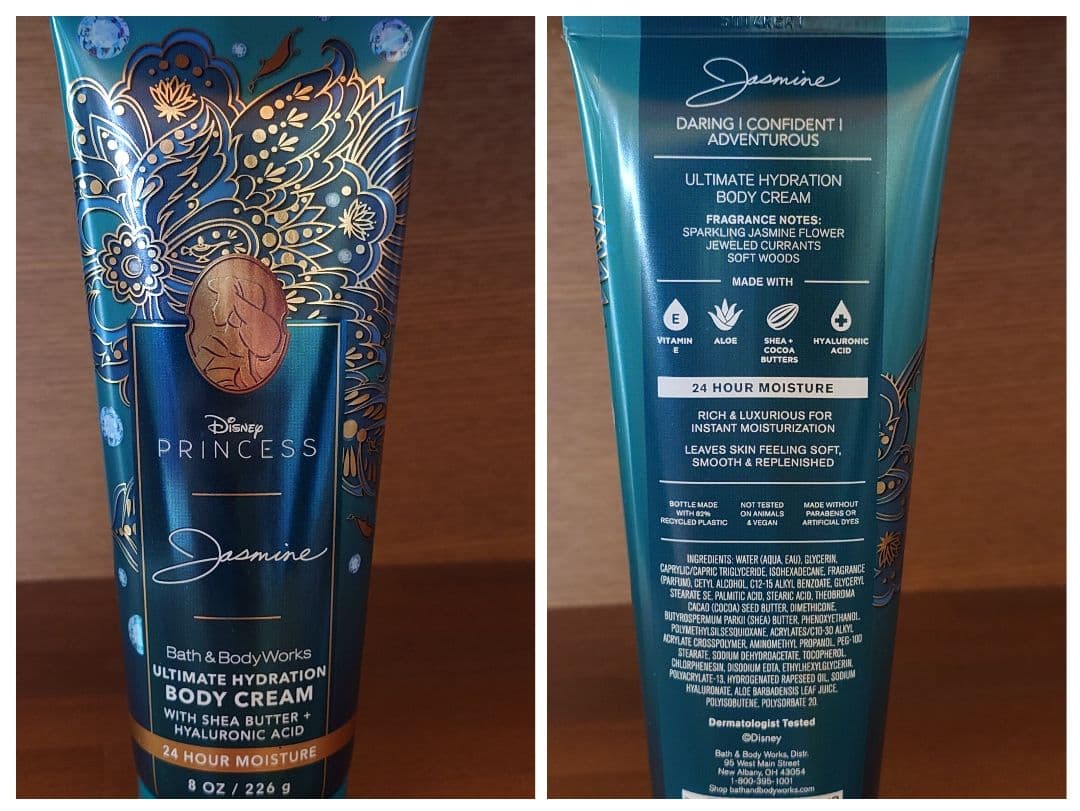 Disney
PRINCESS
Jasmine
Bath & Body Works
ULTIMATE HYDRATION
BODY CREAM
WITH SHEA BUTTER +
HYALURONIC ACID
24 HOUR MOISTURE
8 OZ / 226 g
Jasmine
DARING | CONFIDENT |
ADVENTUROUS
ULTIMATE HYDRATION
BODY CREAM
FRAGRANCE NOTES:
SPARKLING JASMINE FLOWER
JEWELED CURRANTS
SOFT WOODS
MADE WITH
E
VITAMIN
E
ALOE
SHEA +
COCOA
BUTTERS
HYALURONIC
ACID
24 HOUR MOISTURE
RICH & LUXURIOUS FOR
INSTANT MOISTURIZATION
LEAVES SKIN FEELING SOFT,
SMOOTH & REPLENISHED
BOTTLE MADE
WITH 82%
RECYCLED PLASTIC
NOT TESTED
ON ANIMALS
& VEGAN
MADE WITHOUT
PARABENS OR
ARTIFICIAL DYES
INGREDIENTS: WATER (AQUA, EAU), GLYCERIN,
CAPRYLIC/CAPRIC TRIGLYCERIDE, ISOHEXADECANE, FRAGRANCE
(PARFUM), CETYL ALCOHOL, C12-15 ALKYL BENZOATE, GLYCERYL
STEARATE SE, PALMITIC ACID, STEARIC ACID, THEOBROMA
CACAO (COCOA) SEED BUTTER, DIMETHICONE,
BUTYROSPERMUM PARKII (SHEA) BUTTER, PHENOXYETHANOL,
POLYMETHYLSILSESQUIOXANE, ACRYLATES/C10-30 ALKYL
ACRYLATE CROSSPOLYMER, AMINOMETHYL PROPANOL, PEG-100
STEARATE, SODIUM DEHYDROACETATE, TOCOPHEROL,
CHLORPHENESIN, DISODIUM EDTA, ETHYLHEXYLGLYCERIN,
POLYACRYLATE-13, HYDROGENATED RAPESEED OIL, SODIUM
HYALURONATE, ALOE BARBADENSIS LEAF JUICE,
POLYISOBUTENE, POLYSORBATE 20.
Dermatologist Tested
©Disney
Bath & Body Works, Distr.
95 West Main Street
New Albany, OH 43054
1-800-395-1001
Shop bathandbodyworks.com